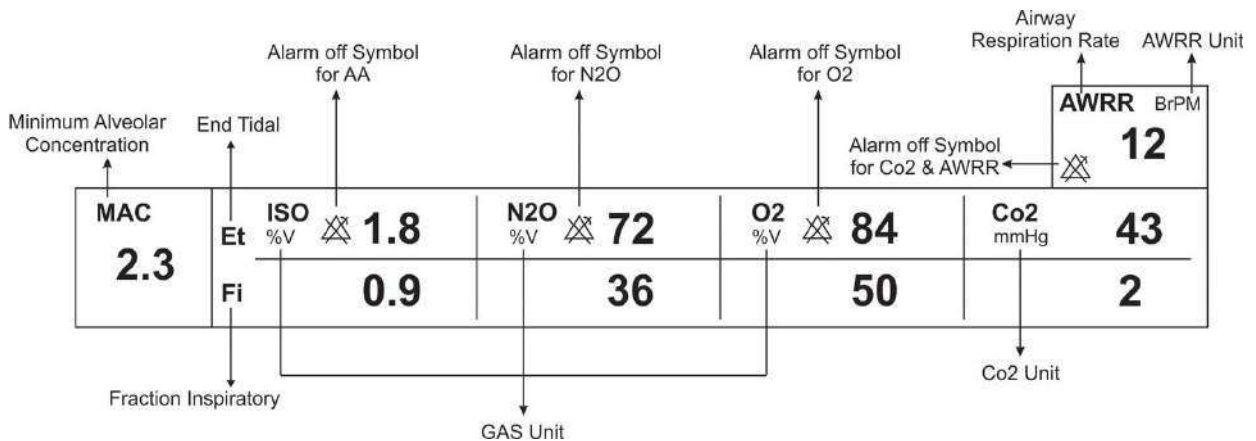 Airway
Respiration Rate
AWRR Unit
Alarm off Symbol
for AA
Alarm off Symbol
for N2O
Alarm off Symbol
for O2
AWRR BrPM
12
Minimum Alveolar
Concentration
End Tidal
Alarm off Symbol
for Co2 & AWRR
MAC
2.3
Et
ISO
%V
1.8
N2O
%V
72
O2
%V
84
Co2
mmHg
43
Fi
0.9
36
50
2
Fraction Inspiratory
GAS Unit
Co2 Unit